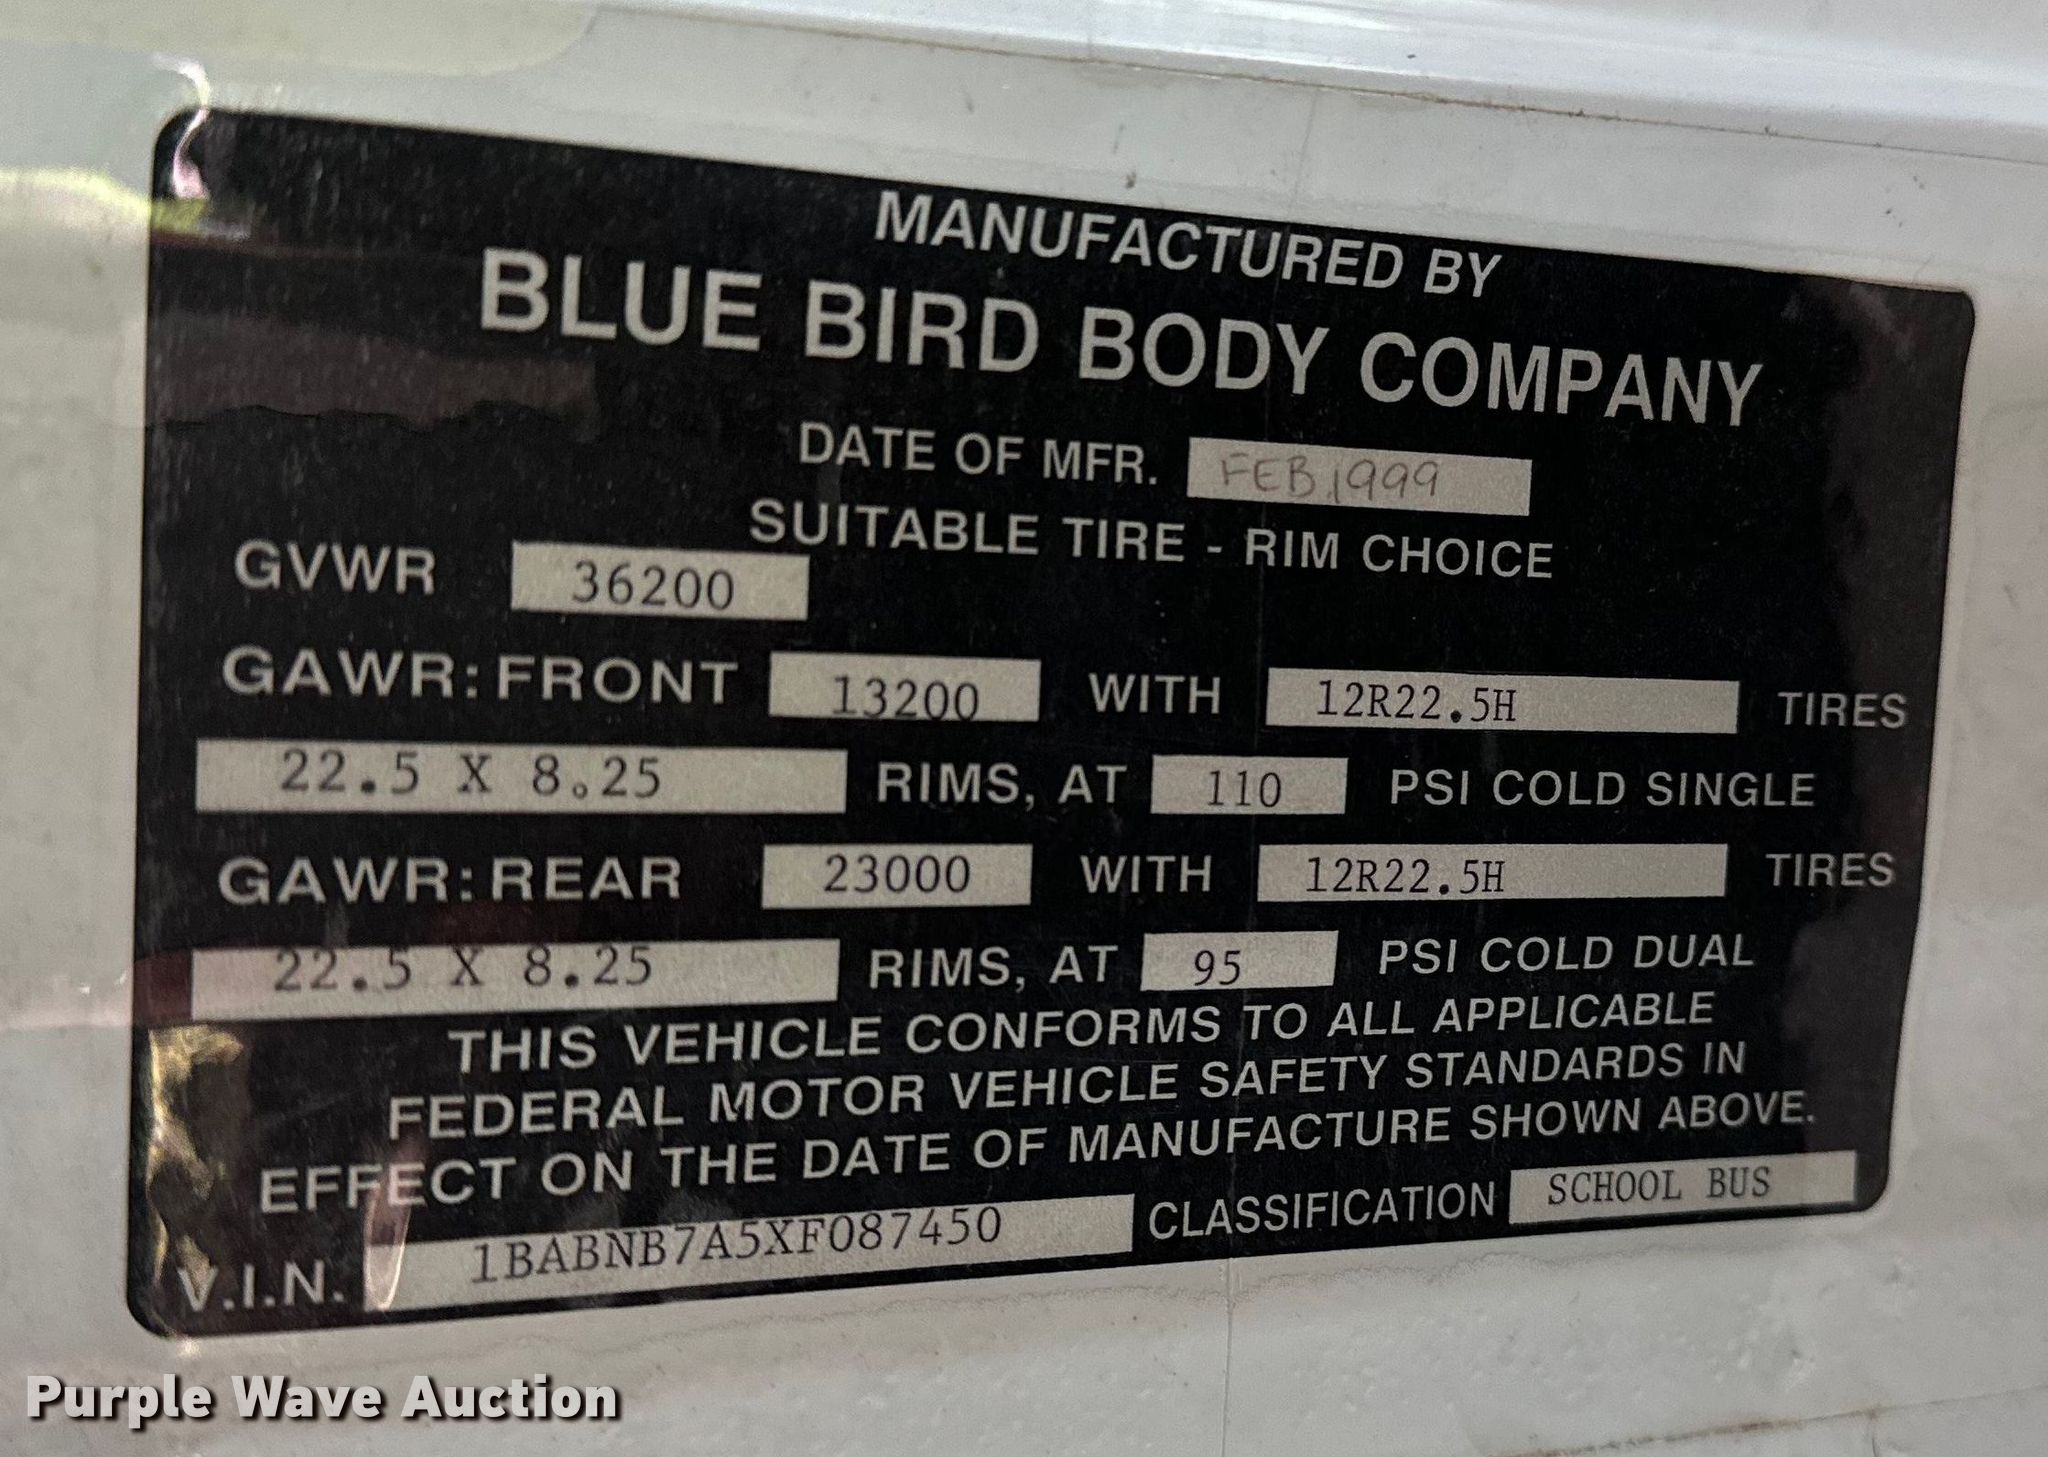 MANUFACTURED BY
BLUE BIRD BODY COMPANY
DATE OF MFR. FEB 1999
SUITABLE TIRE - RIM CHOICE
GVWR 36200
GAWR: FRONT 13200 WITH 12R22.5H TIRES
22.5 X 8.25 RIMS, AT 110 PSI COLD SINGLE
GAWR: REAR 23000 WITH 12R22.5H TIRES
22.5 X 8.25 RIMS, AT 95 PSI COLD DUAL
THIS VEHICLE CONFORMS TO ALL APPLICABLE
FEDERAL MOTOR VEHICLE SAFETY STANDARDS IN
EFFECT ON THE DATE OF MANUFACTURE SHOWN ABOVE.
V.I.N. 1BABNB7A5XF087450 CLASSIFICATION SCHOOL BUS
Purple Wave Auction